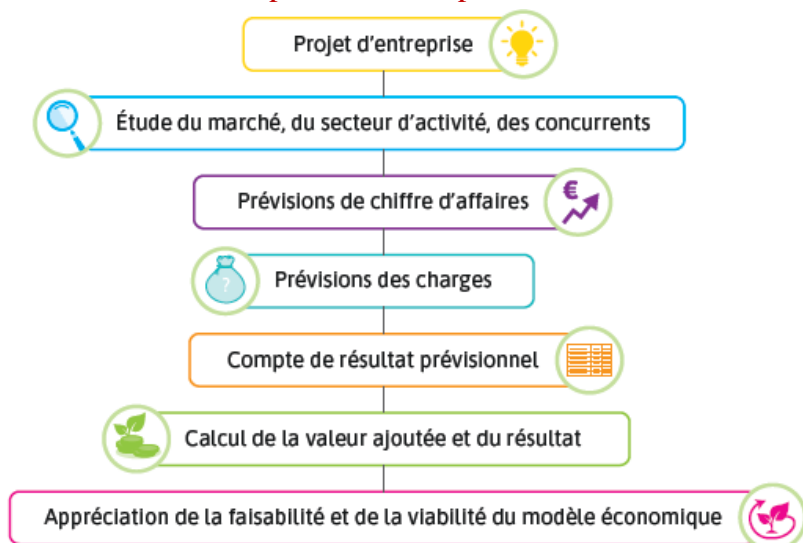 Projet d'entreprise
Étude du marché, du secteur d'activité, des concurrents
Prévisions de chiffre d'affaires
€
Prévisions des charges
?
Compte de résultat prévisionnel
Calcul de la valeur ajoutée et du résultat
Appréciation de la faisabilité et de la viabilité du modèle économique